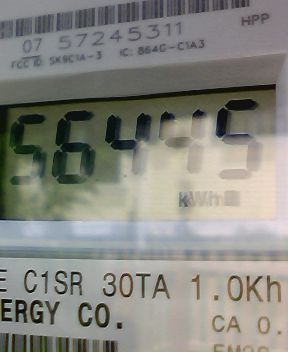 HPP
07 57245311
FCC ID: SK9C1A-3 IC: 864G-C1A3
56445
kWh
E C1SR 30TA 1.0Kh
ERGY CO.
CA 0.